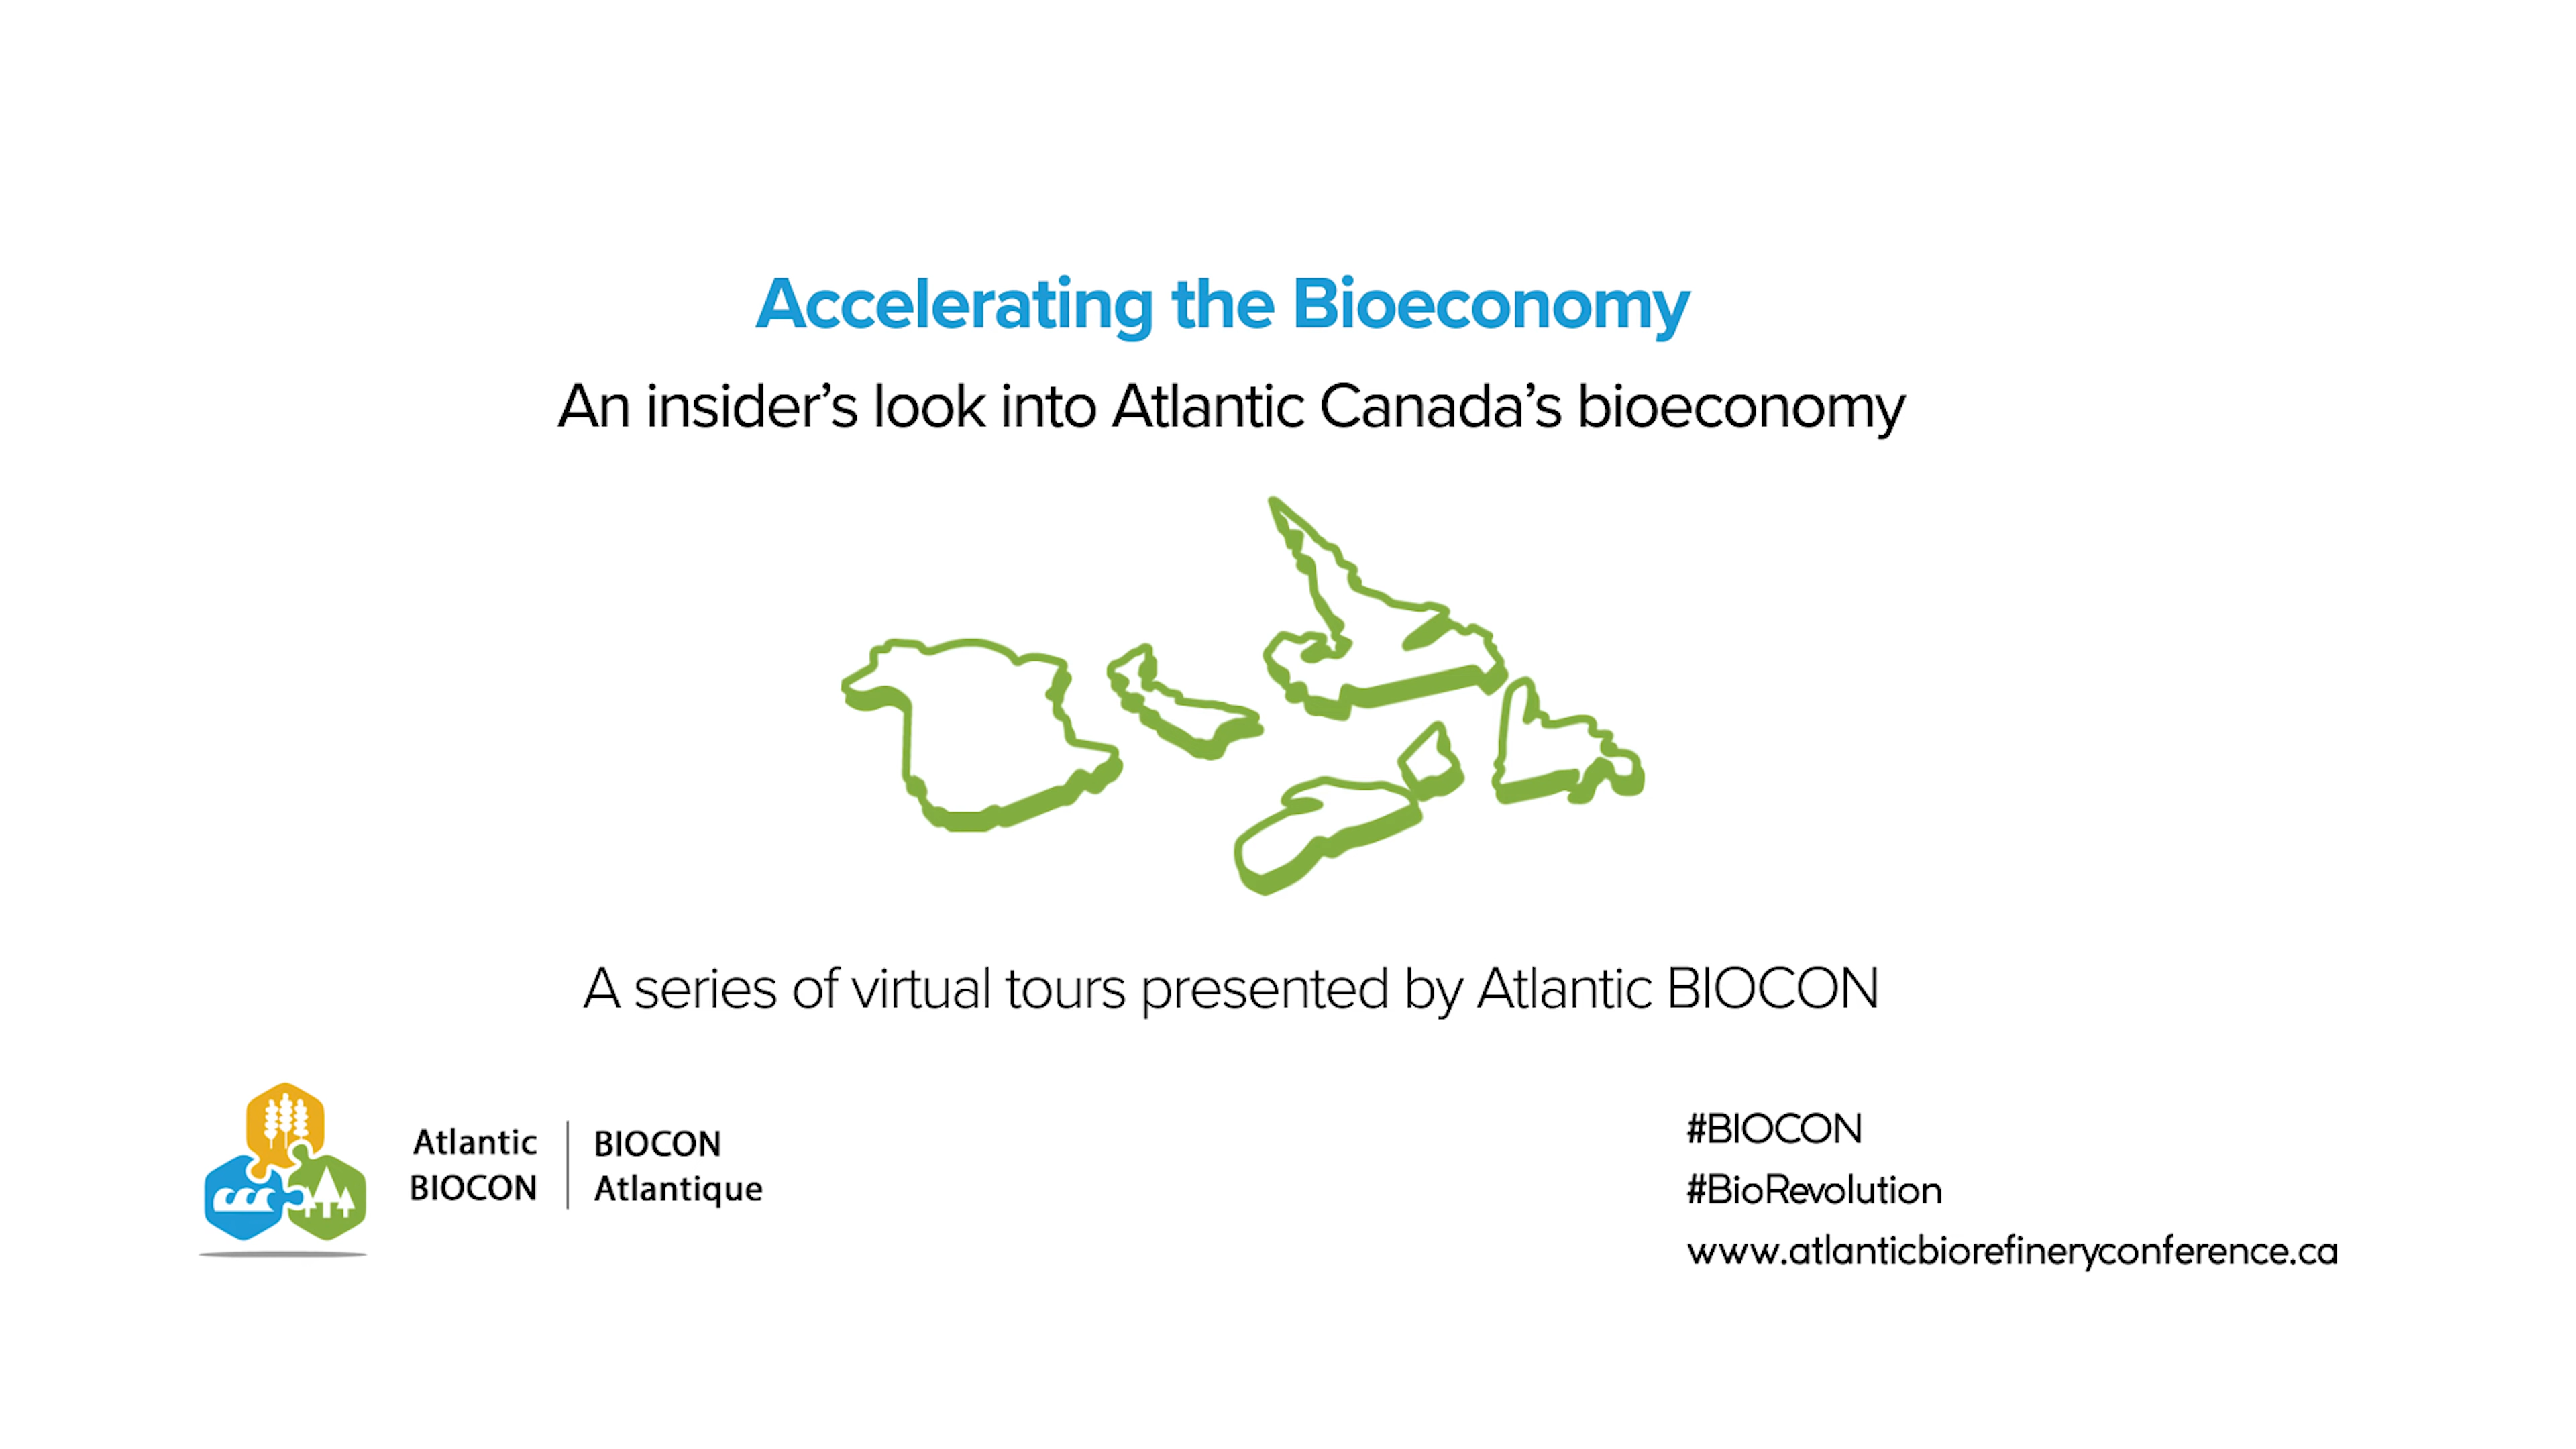 Accelerating the Bioeconomy
An insider’s look into Atlantic Canada’s bioeconomy
A series of virtual tours presented by Atlantic BIOCON
Atlantic
BIOCON
BIOCON
Atlantique
#BIOCON
#BioRevolution
www.atlanticbiorefineryconference.ca